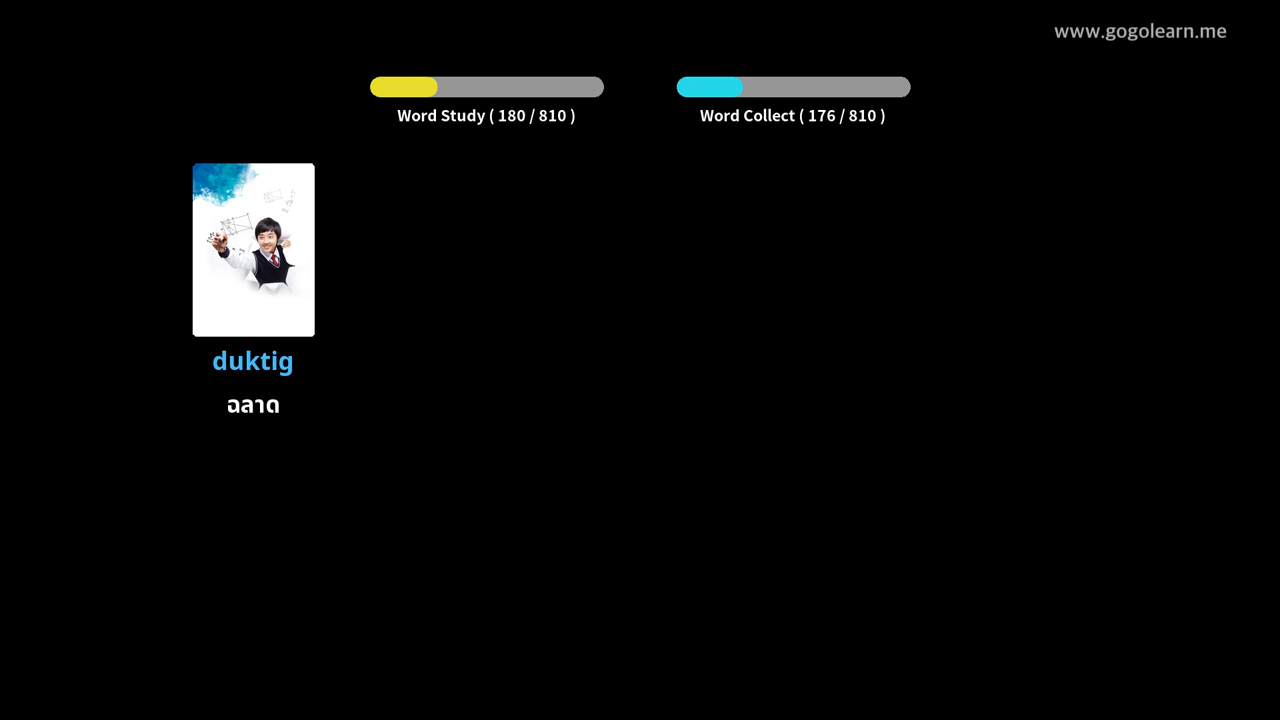 www.gogolearn.me
Word Study ( 180 / 810 )
Word Collect ( 176 / 810 )
duktig
ฉลาด